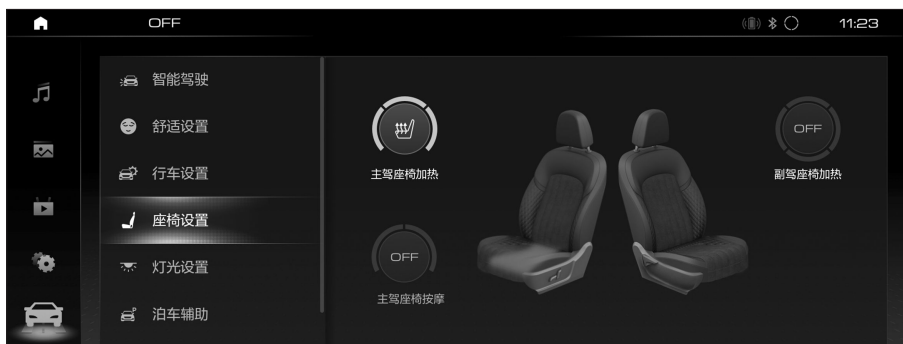 OFF
11:23
智能驾驶
舒适设置
行车设置
座椅设置
灯光设置
泊车辅助
主驾座椅加热
OFF
副驾座椅加热
OFF
主驾座椅按摩